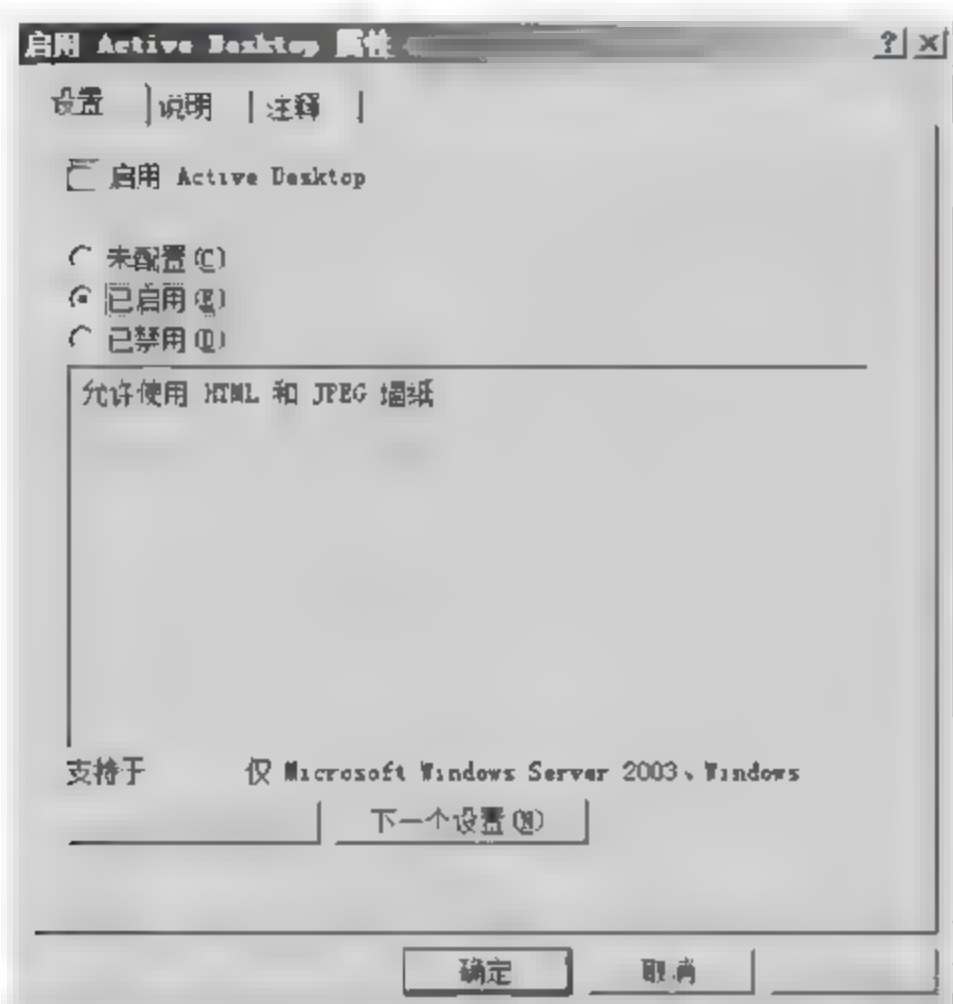 启用 Active Desktop 属性
设置 说明 注释
启用 Active Desktop
未配置(C)
已启用(E)
已禁用(D)
允许使用 HTML 和 JPEG 墙纸
支持于 仅 Microsoft Windows Server 2003、Windows
下一个设置(N)
确定 取消